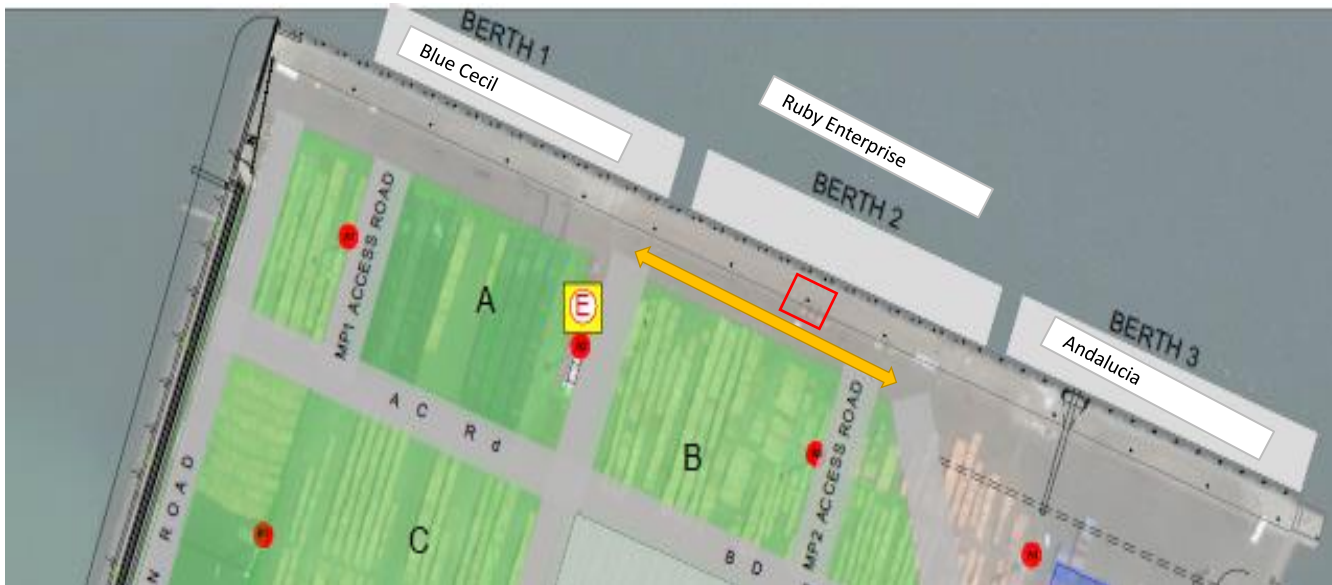 BERTH 1
Blue Cecil
Ruby Enterprise
BERTH 2
BERTH 3
Andalucia
MP1 ACCESS ROAD
A
E
A C R d
B
MP2 ACCESS ROAD
N ROAD
C
B D